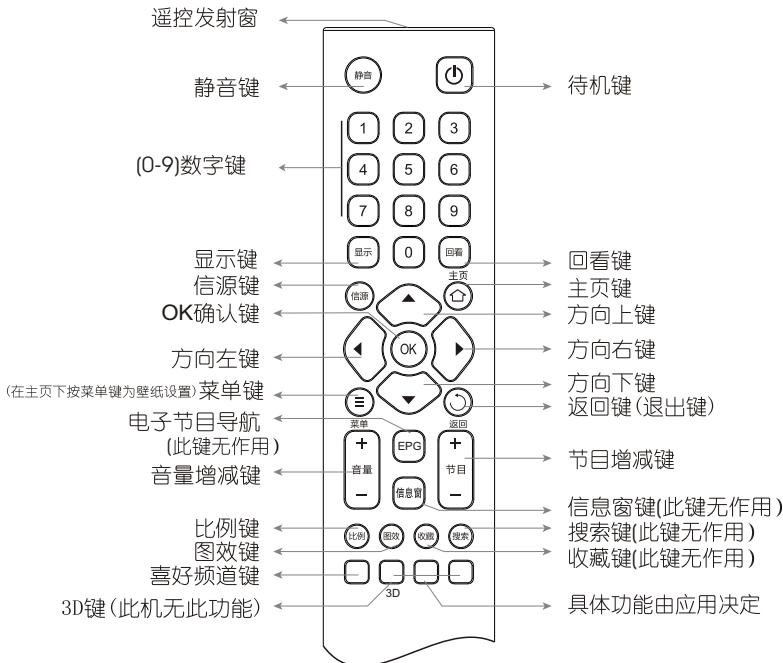 遥控发射窗
静音
静音键
待机键
1 2 3
(0-9)数字键
4 5 6
7 8 9
显示 0 回看
显示键
回看键
主页
信源键
主页键
信源
OK确认键
方向上键
OK
方向左键
方向右键
(在主页下按菜单键为壁纸设置)菜单键
方向下键
返回键(退出键)
菜单
返回
电子节目导航
(此键无作用)
EPG
+
+
音量增减键
音量
节目
节目增减键
−
−
信息窗
信息窗键(此键无作用)
比例键
比例 图效 收藏 搜索
搜索键(此键无作用)
图效键
收藏键(此键无作用)
喜好频道键
3D
3D键(此机无此功能)
具体功能由应用决定